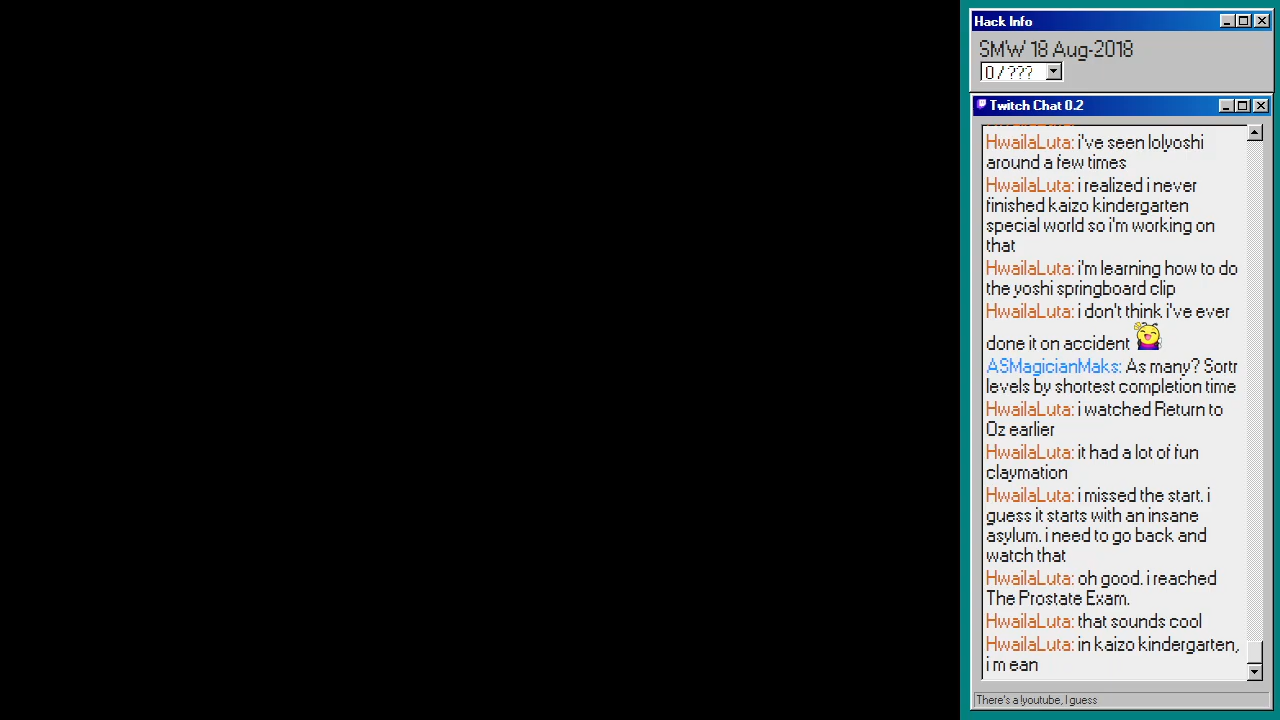 Hack Info
SMW 18 Aug-2018
0 / ???
Twitch Chat 0.2
HwailaLuta: i've seen lolyoshi
around a few times
HwailaLuta: i realized i never
finished kaizo kindergarten
special world so i'm working on
that
HwailaLuta: i'm learning how to do
the yoshi springboard clip
HwailaLuta: i don't think i've ever
done it on accident
ASMagicianMaks: As many? Sortr
levels by shortest completion time
HwailaLuta: i watched Return to
Oz earlier
HwailaLuta: it had a lot of fun
claymation
HwailaLuta: i missed the start. i
guess it starts with an insane
asylum. i need to go back and
watch that
HwailaLuta: oh good. i reached
The Prostate Exam.
HwailaLuta: that sounds cool
HwailaLuta: in kaizo kindergarten,
i m ean
There's a !youtube, I guess